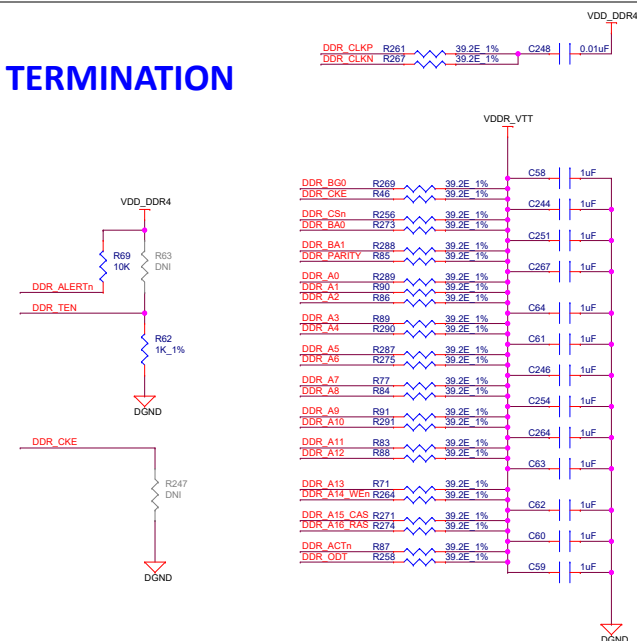 VDD_DDR4
DDR_CLKP R261 39.2E_1% C248 0.01uF
DDR_CLKN R267 39.2E_1%
TERMINATION
VDDR_VTT
C58 1uF
DDR_BG0 R269 39.2E_1%
DDR_CKE R46 39.2E_1%
C244 1uF
DDR_CSn R256 39.2E_1%
DDR_BA0 R273 39.2E_1%
C251 1uF
DDR_BA1 R288 39.2E_1%
DDR_PARITY R85 39.2E_1%
C267 1uF
DDR_A0 R289 39.2E_1%
DDR_A1 R90 39.2E_1%
DDR_A2 R86 39.2E_1%
C64 1uF
DDR_A3 R89 39.2E_1%
DDR_A4 R290 39.2E_1%
C61 1uF
DDR_A5 R287 39.2E_1%
DDR_A6 R275 39.2E_1%
C246 1uF
DDR_A7 R77 39.2E_1%
DDR_A8 R84 39.2E_1%
C254 1uF
DDR_A9 R91 39.2E_1%
DDR_A10 R291 39.2E_1%
C264 1uF
DDR_A11 R83 39.2E_1%
DDR_A12 R88 39.2E_1%
C63 1uF
DDR_A13 R71 39.2E_1%
DDR_A14_WEn R264 39.2E_1%
C62 1uF
DDR_A15_CAS R271 39.2E_1%
DDR_A16_RAS R274 39.2E_1%
C60 1uF
DDR_ACTn R87 39.2E_1%
DDR_ODT R258 39.2E_1%
C59 1uF
DGND
VDD_DDR4
R69 R63
10K DNI
DDR_ALERTn
DDR_TEN
R62
1K_1%
DGND
DDR_CKE
R247
DNI
DGND